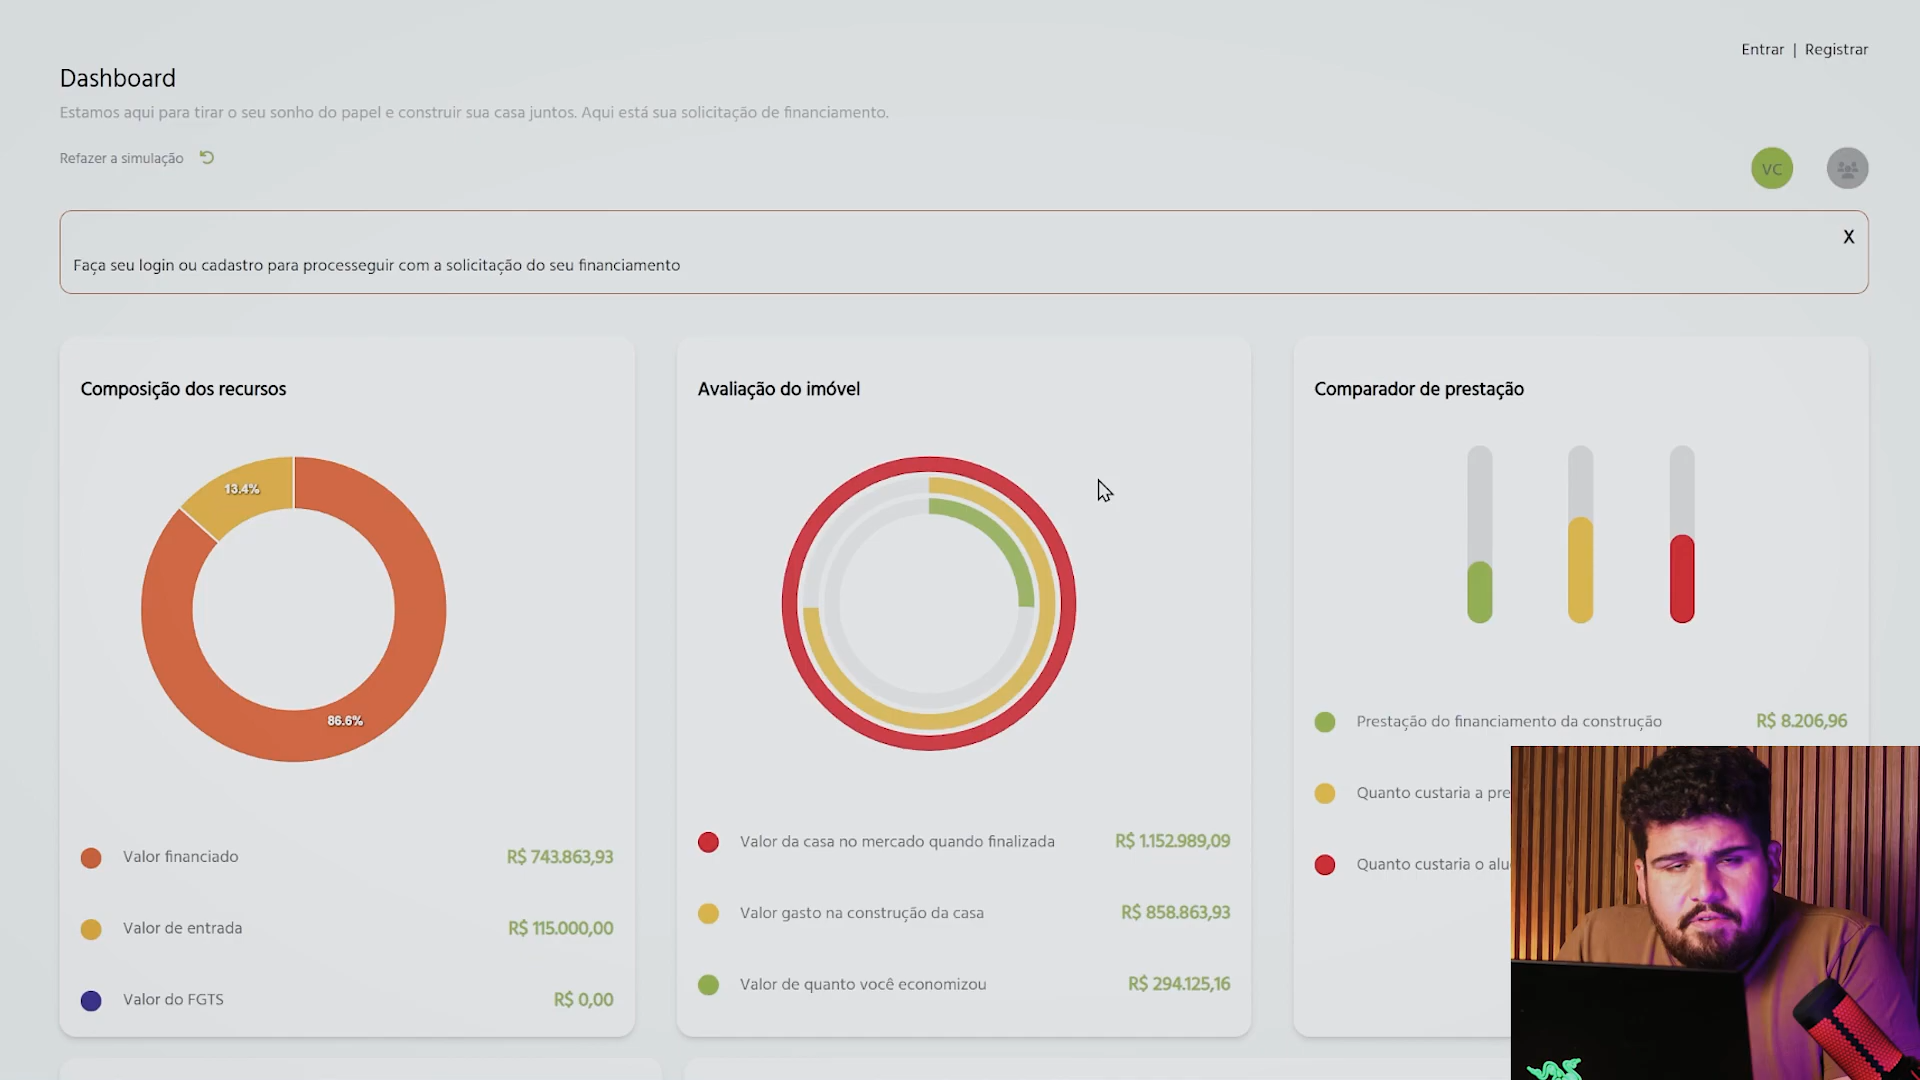 Entrar | Registrar
Dashboard
Estamos aqui para tirar o seu sonho do papel e construir sua casa juntos. Aqui está sua solicitação de financiamento.
Refazer a simulação
VC
X
Faça seu login ou cadastro para processeguir com a solicitação do seu financiamento
Composição dos recursos
13.4%
86.6%
Valor financiado R$ 743.863,93
Valor de entrada R$ 115.000,00
Valor do FGTS R$ 0,00
Avaliação do imóvel
Valor da casa no mercado quando finalizada R$ 1.152.989,09
Valor gasto na construção da casa R$ 858.863,93
Valor de quanto você economizou R$ 294.125,16
Comparador de prestação
Prestação do financiamento da construção R$ 8.206,96
Quanto custaria a pre
Quanto custaria o alu